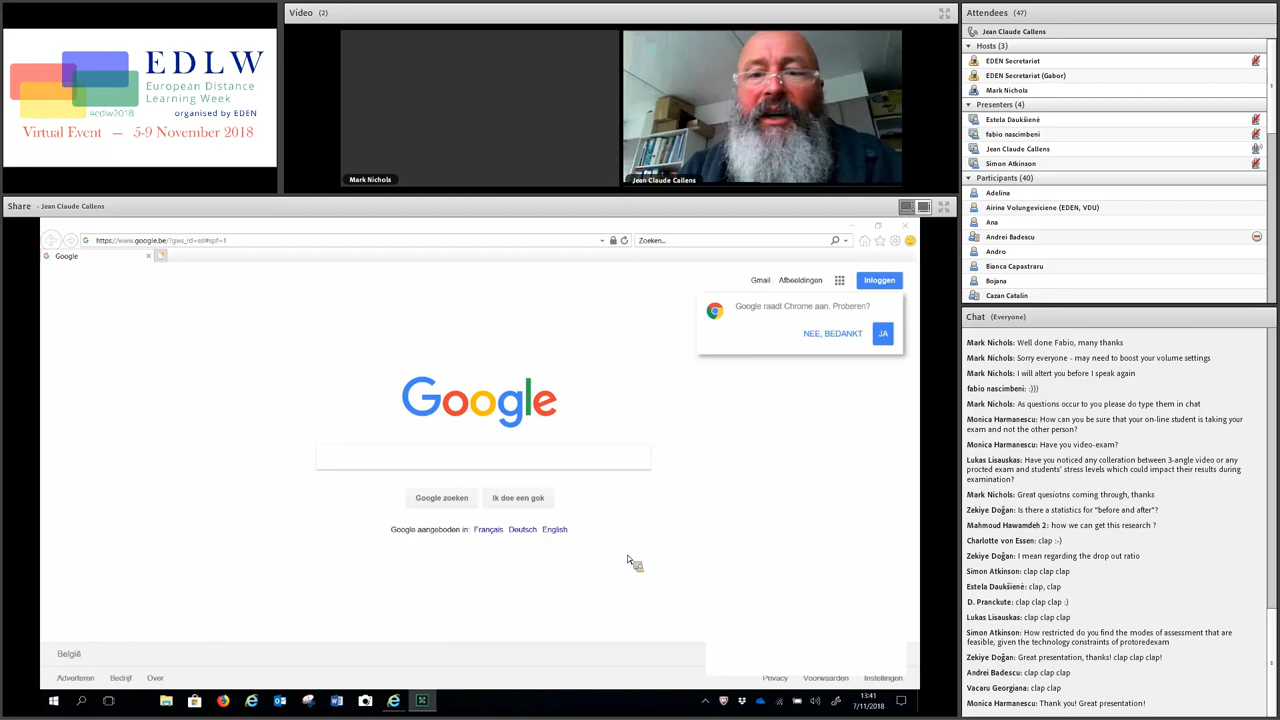 EDLW
European Distance
Learning Week
#edlw2018
organised by EDEN
Virtual Event — 5-9 November 2018
Video (2)
Mark Nichols
Jean Claude Callens
Share - Jean Claude Callens
https://www.google.be/?gws_rd=ssl#spf=1
Zoeken...
Google
Gmail
Afbeeldingen
Inloggen
Google raadt Chrome aan. Proberen?
NEE, BEDANKT
JA
Google
Google zoeken
Ik doe een gok
Google aangeboden in: Français Deutsch English
België
Adverteren Bedrijf Over
Privacy Voorwaarden Instellingen
13:41
7/11/2018
Attendees (47)
Jean Claude Callens
Hosts (3)
EDEN Secretariat
EDEN Secretariat (Gabor)
Mark Nichols
Presenters (4)
Estela Daukšienė
fabio nascimbeni
Jean Claude Callens
Simon Atkinson
Participants (40)
Adelina
Airina Volungeviciene (EDEN, VDU)
Ana
Andrei Badescu
Andro
Bianca Capastraru
Bojana
Cazan Catalin
Chat (Everyone)
Mark Nichols: Well done Fabio, many thanks
Mark Nichols: Sorry everyone - may need to boost your volume settings
Mark Nichols: I will altert you before I speak again
fabio nascimbeni: :)))
Mark Nichols: As questions occur to you please do type them in chat
Monica Harmanescu: How can you be sure that your on-line student is taking your
exam and not the other person?
Monica Harmanescu: Have you video-exam?
Lukas Lisauskas: Have you noticed any colleration between 3-angle video or any
procted exam and students' stress levels which could impact their results during
examination?
Mark Nichols: Great quesiotns coming through, thanks
Zekiye Doğan: Is there a statistics for "before and after"?
Mahmoud Hawamdeh 2: how we can get this research ?
Charlotte von Essen: clap :-)
Zekiye Doğan: I mean regarding the drop out ratio
Simon Atkinson: clap clap clap
Estela Daukšienė: clap, clap
D. Pranckute: clap clap clap :)
Lukas Lisauskas: clap clap clap
Simon Atkinson: How restricted do you find the modes of assessment that are
feasible, given the technology constraints of protoredexam
Zekiye Doğan: Great presentation, thanks! clap clap clap!
Andrei Badescu: clap clap clap
Vacaru Georgiana: clap clap
Monica Harmanescu: Thank you! Great presentation!